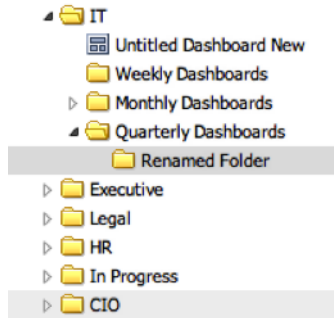 IT
Untitled Dashboard New
Weekly Dashboards
Monthly Dashboards
Quarterly Dashboards
Renamed Folder
Executive
Legal
HR
In Progress
CIO